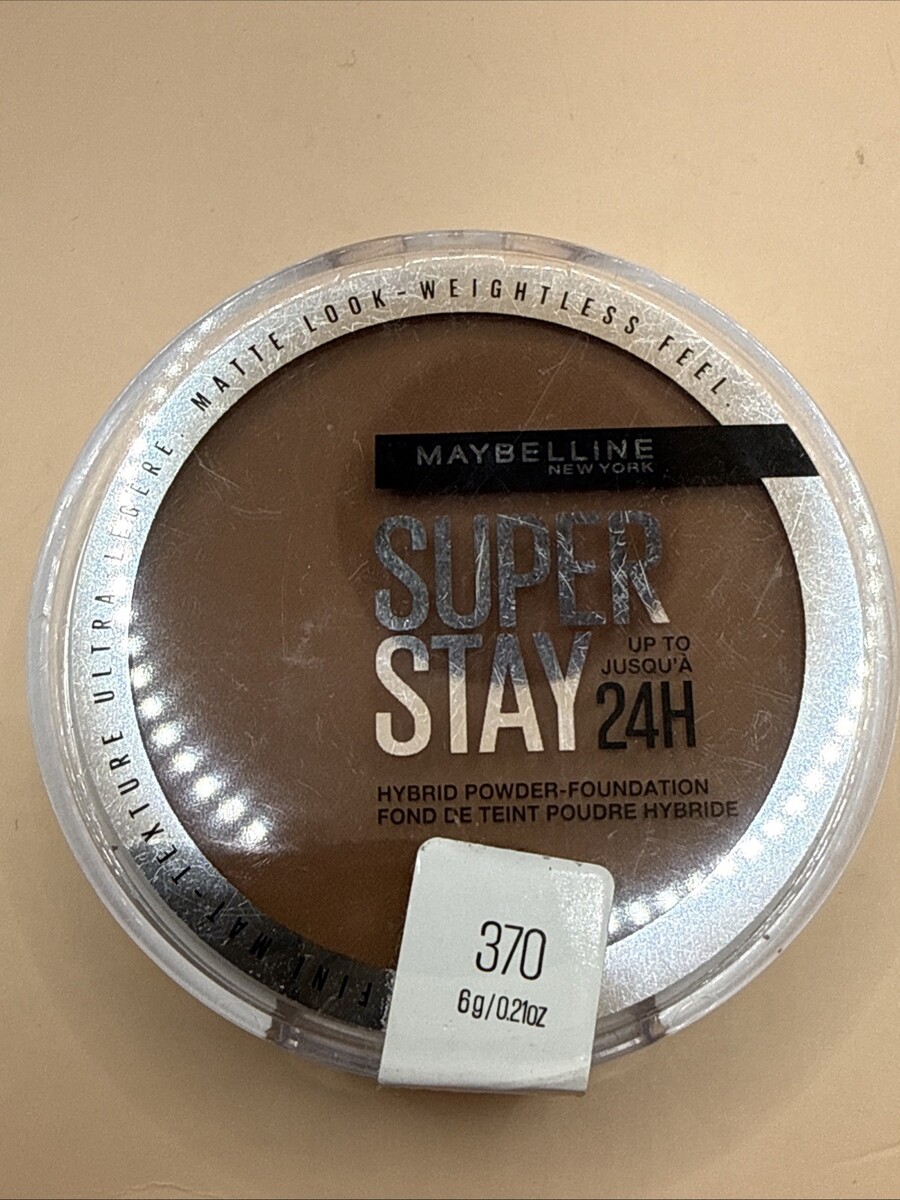 FINI MAT-TEXTURE ULTRA LÉGÈRE. MATTE LOOK-WEIGHTLESS FEEL.
MAYBELLINE
NEW YORK
SUPER
STAY
UP TO
JUSQU'À
24H
HYBRID POWDER-FOUNDATION
FOND DE TEINT POUDRE HYBRIDE
370
6g/0.21oz